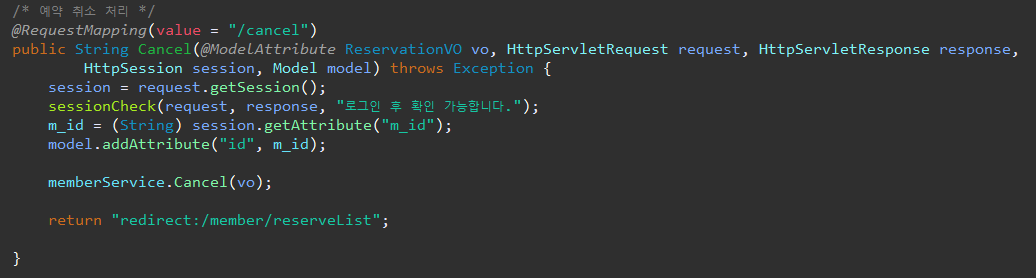 /* 예약 취소 처리 */
@RequestMapping(value = "/cancel")
public String Cancel(@ModelAttribute ReservationVO vo, HttpServletRequest request, HttpServletResponse response,
HttpSession session, Model model) throws Exception {
session = request.getSession();
sessionCheck(request, response, "로그인 후 확인 가능합니다.");
m_id = (String) session.getAttribute("m_id");
model.addAttribute("id", m_id);
memberService.Cancel(vo);
return "redirect:/member/reserveList";
}